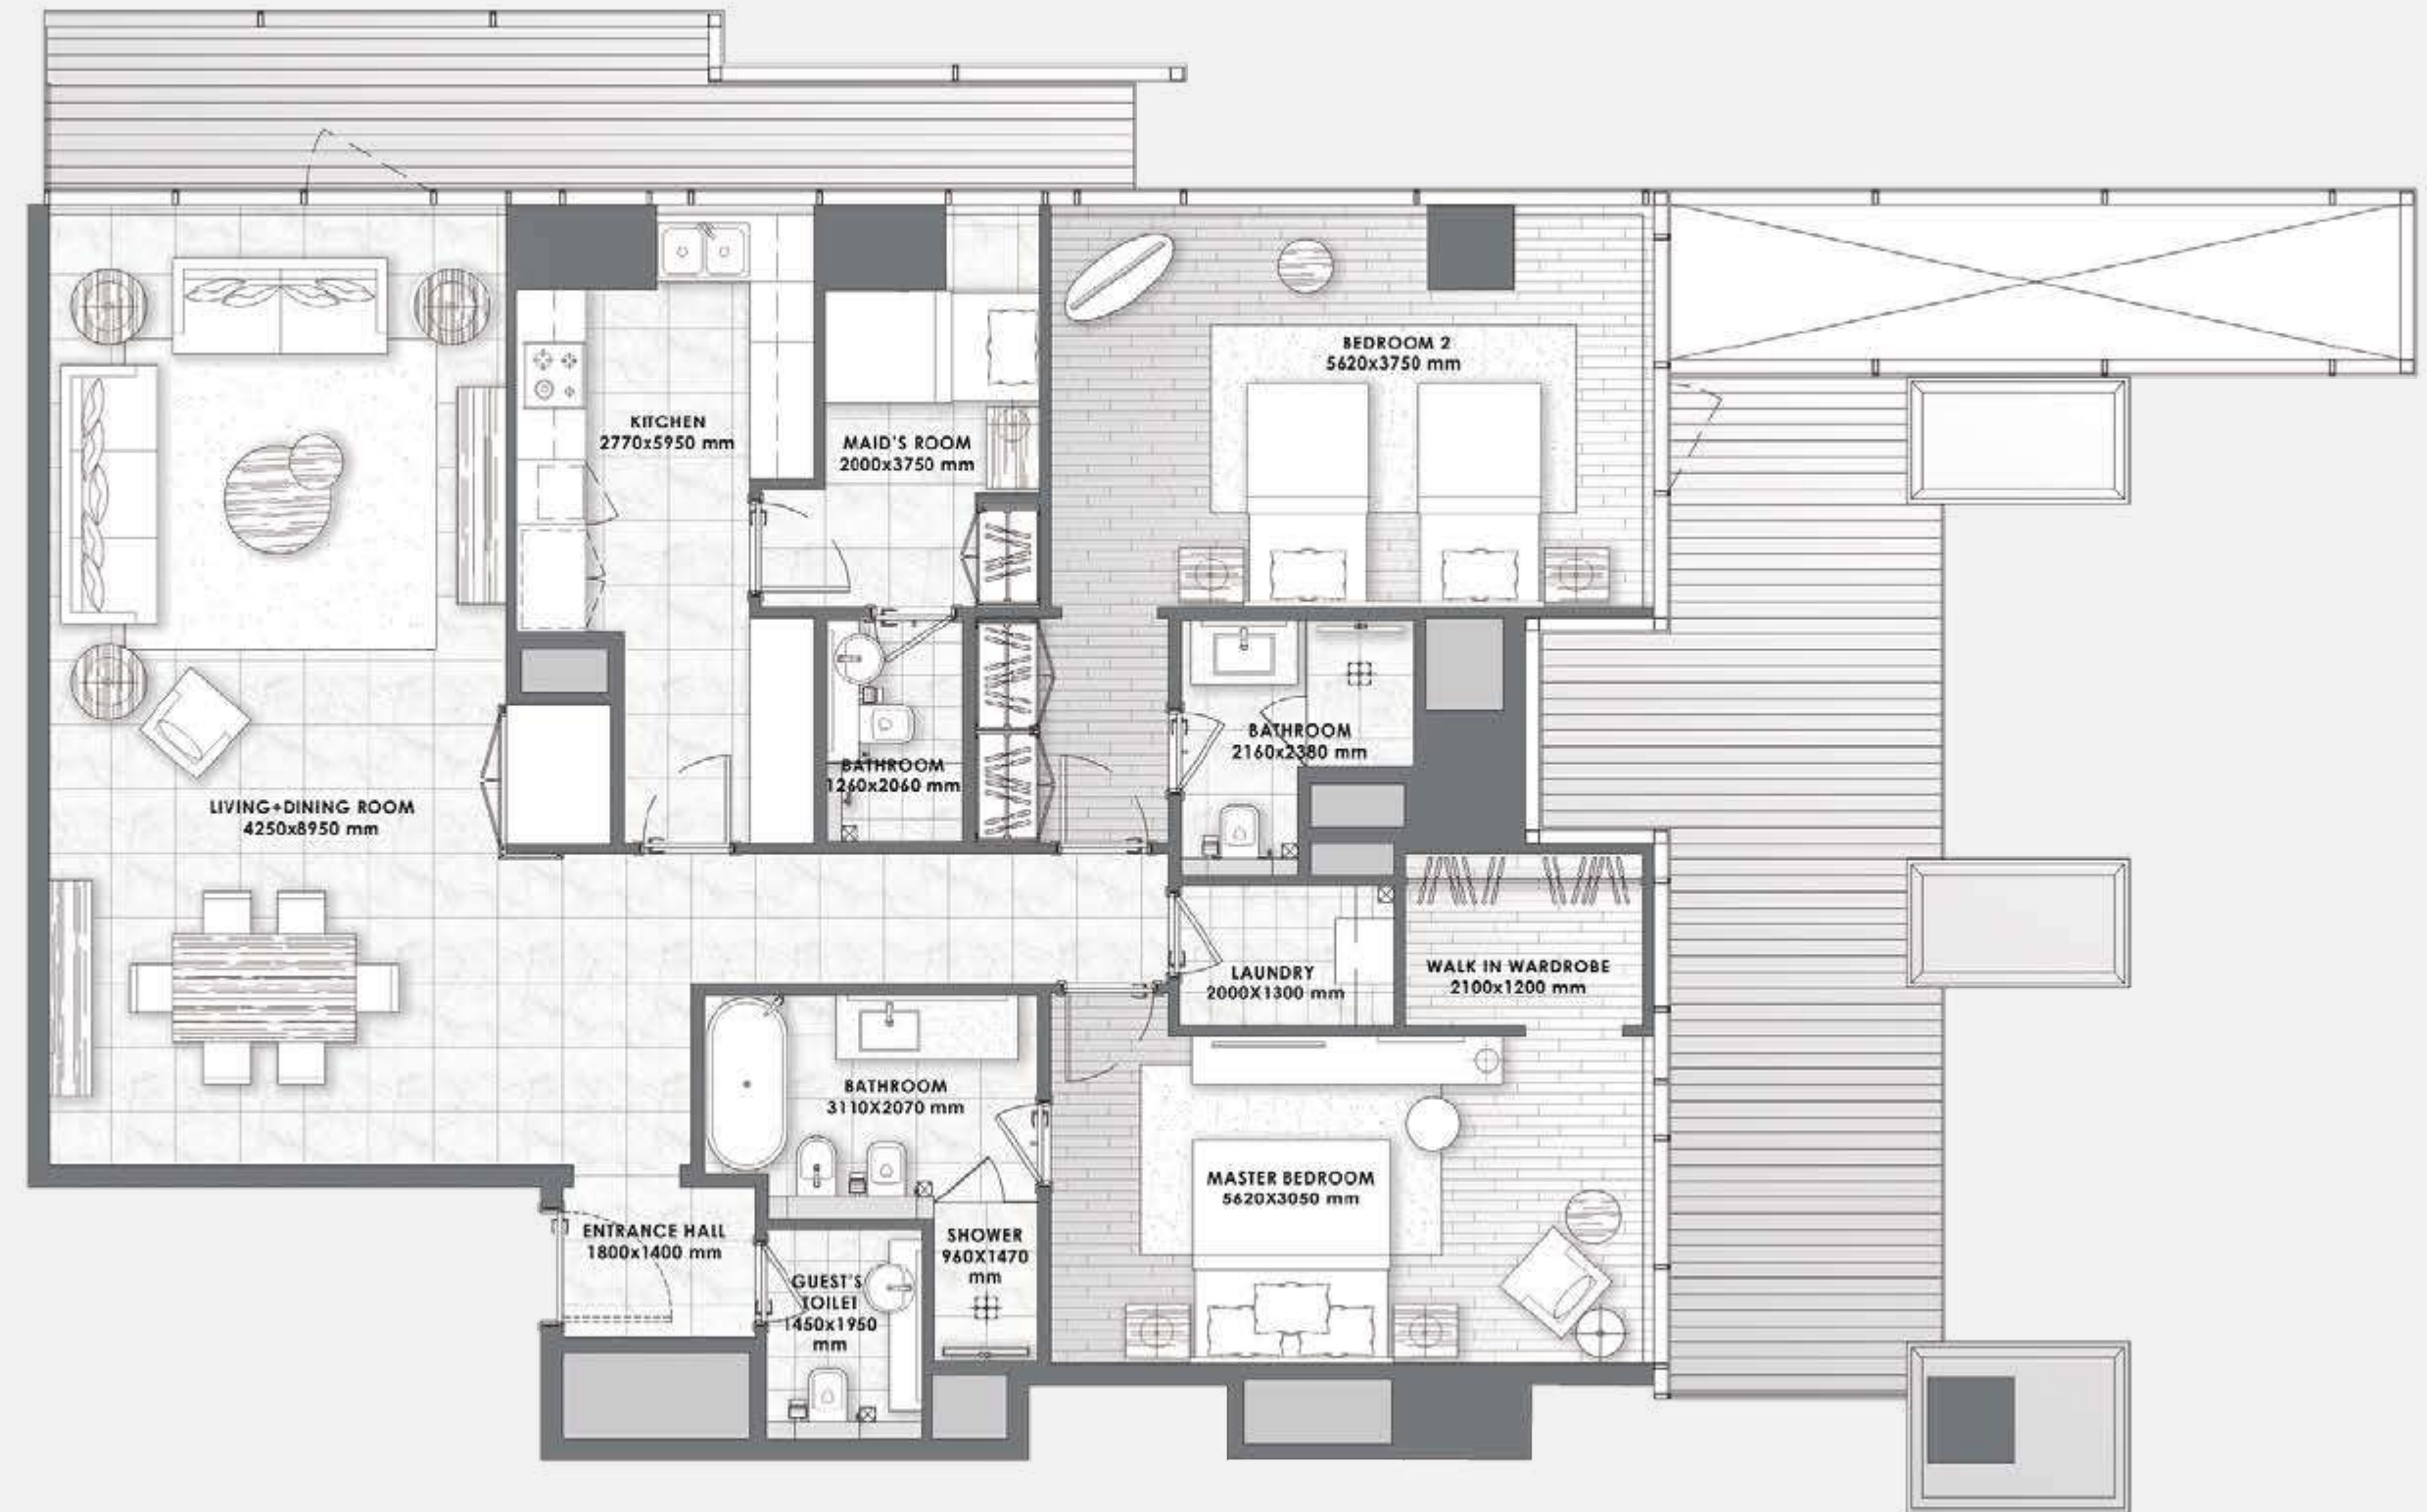 BEDROOM 2
5620x3750 mm
KITCHEN
2770x5950 mm
MAID'S ROOM
2000x3750 mm
BATHROOM
2160x2380 mm
BATHROOM
1260x2060 mm
LIVING+DINING ROOM
4250x8950 mm
LAUNDRY
2000X1300 mm
WALK IN WARDROBE
2100x1200 mm
BATHROOM
3110X2070 mm
MASTER BEDROOM
5620X3050 mm
ENTRANCE HALL
1800x1400 mm
SHOWER
960X1470
mm
GUEST'S
TOILET
1450x1950
mm